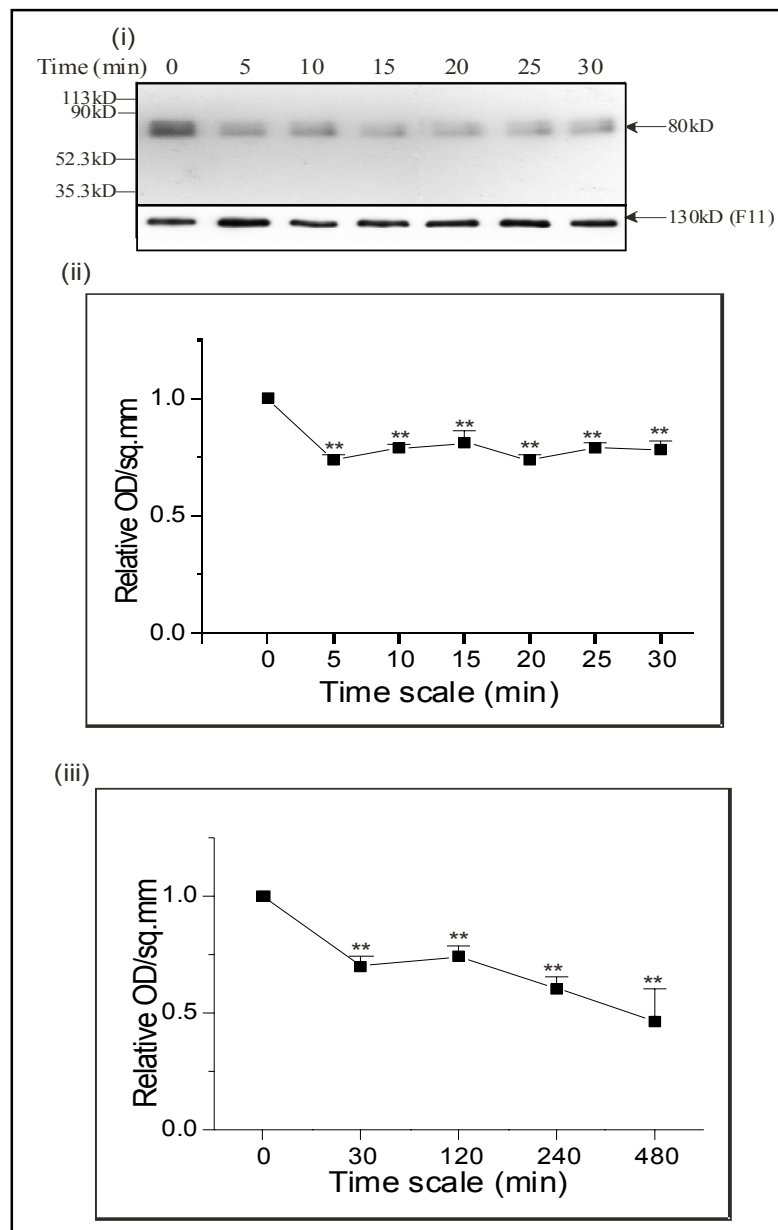 (i)
Time (min) 0 5 10 15 20 25 30
113kD
90kD
80kD
52.3kD
35.3kD
130kD (F11)
(ii)
Relative OD/sq.mm
1.0
0.5
0.0
** ** ** ** ** **
0 5 10 15 20 25 30
Time scale (min)
(iii)
Relative OD/sq.mm
1.0
0.5
0.0
** ** ** **
0 30 120 240 480
Time scale (min)